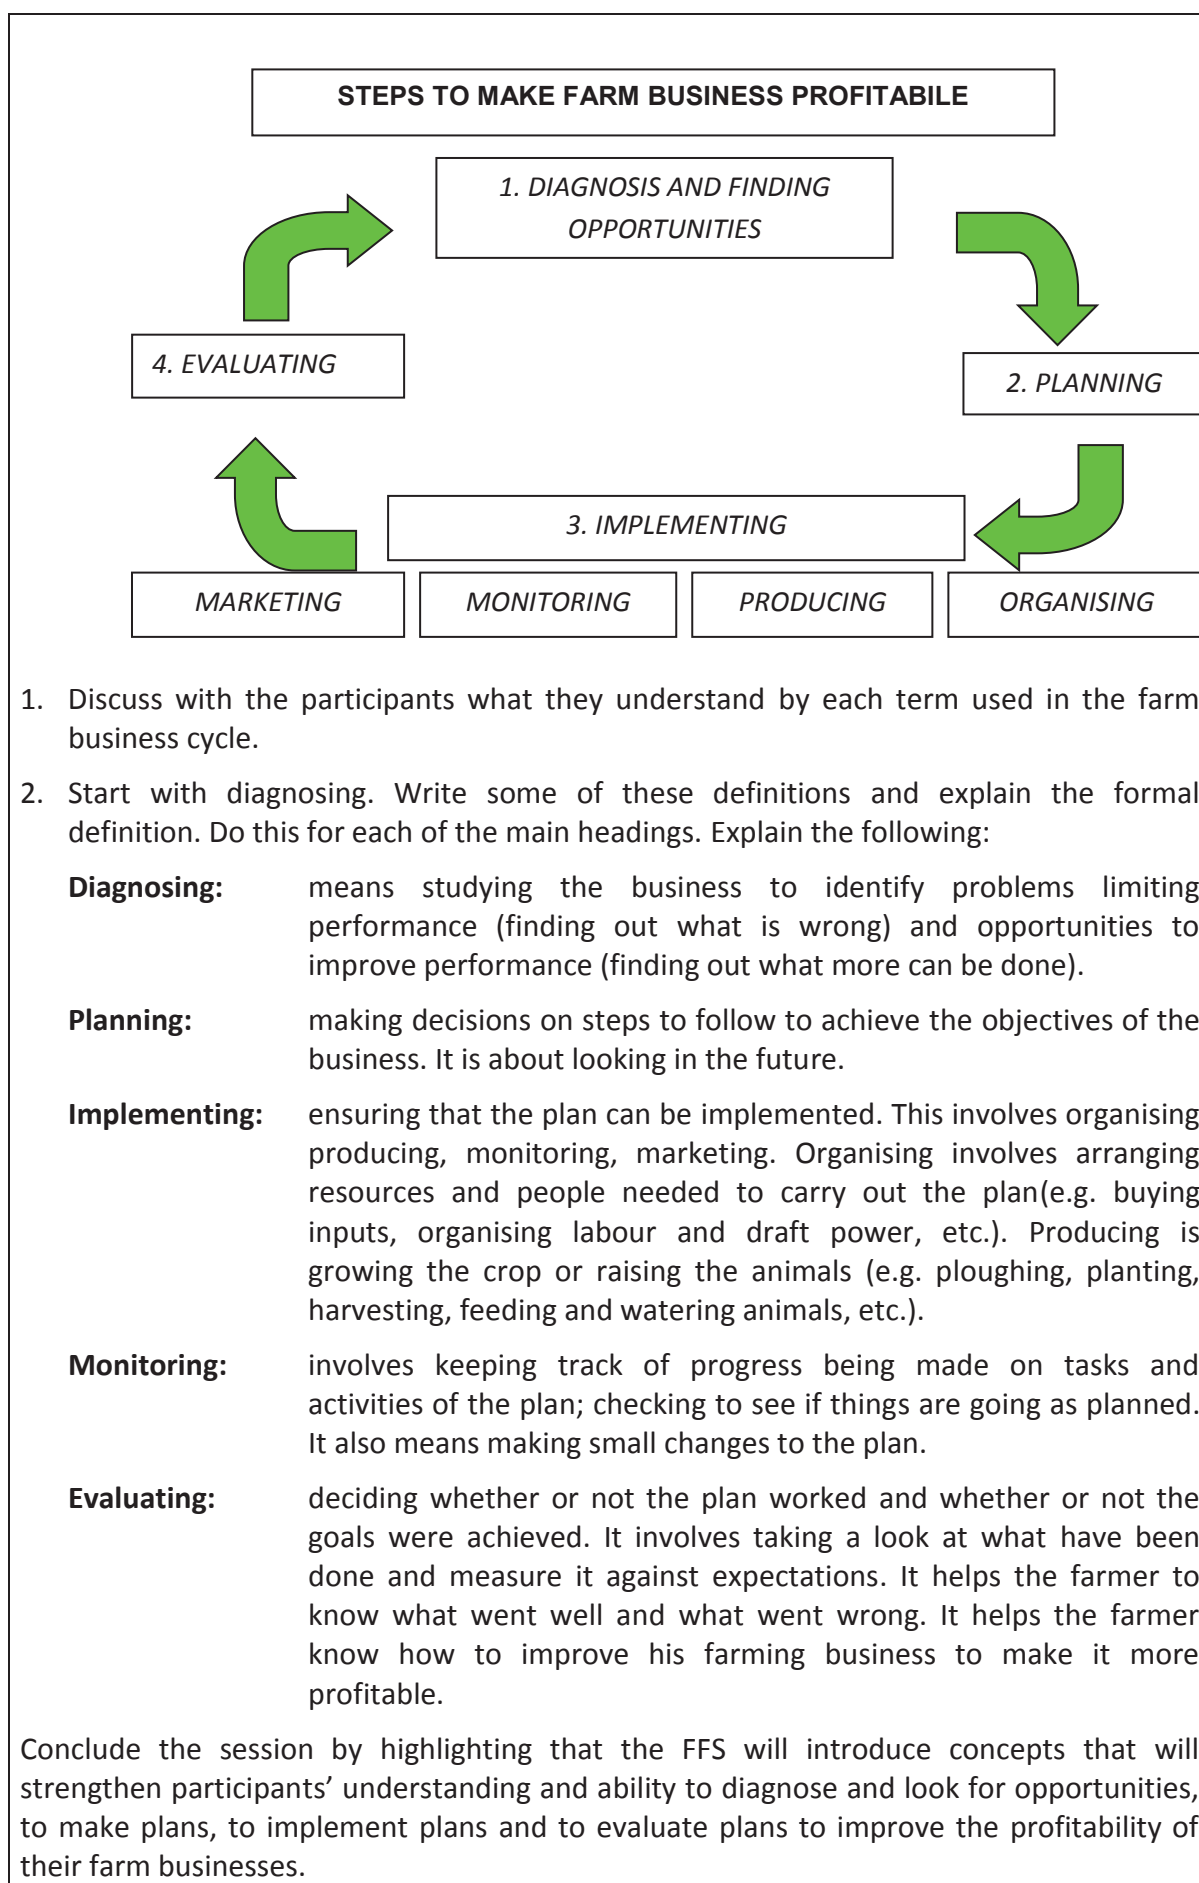 STEPS TO MAKE FARM BUSINESS PROFITABILE
1. DIAGNOSIS AND FINDING
OPPORTUNITIES
4. EVALUATING
2. PLANNING
3. IMPLEMENTING
MARKETING
MONITORING
PRODUCING
ORGANISING
1. Discuss with the participants what they understand by each term used in the farm
business cycle.
2. Start with diagnosing. Write some of these definitions and explain the formal
definition. Do this for each of the main headings. Explain the following:
Diagnosing: means studying the business to identify problems limiting
performance (finding out what is wrong) and opportunities to
improve performance (finding out what more can be done).
Planning: making decisions on steps to follow to achieve the objectives of the
business. It is about looking in the future.
Implementing: ensuring that the plan can be implemented. This involves organising
producing, monitoring, marketing. Organising involves arranging
resources and people needed to carry out the plan(e.g. buying
inputs, organising labour and draft power, etc.). Producing is
growing the crop or raising the animals (e.g. ploughing, planting,
harvesting, feeding and watering animals, etc.).
Monitoring: involves keeping track of progress being made on tasks and
activities of the plan; checking to see if things are going as planned.
It also means making small changes to the plan.
Evaluating: deciding whether or not the plan worked and whether or not the
goals were achieved. It involves taking a look at what have been
done and measure it against expectations. It helps the farmer to
know what went well and what went wrong. It helps the farmer
know how to improve his farming business to make it more
profitable.
Conclude the session by highlighting that the FFS will introduce concepts that will
strengthen participants’ understanding and ability to diagnose and look for opportunities,
to make plans, to implement plans and to evaluate plans to improve the profitability of
their farm businesses.